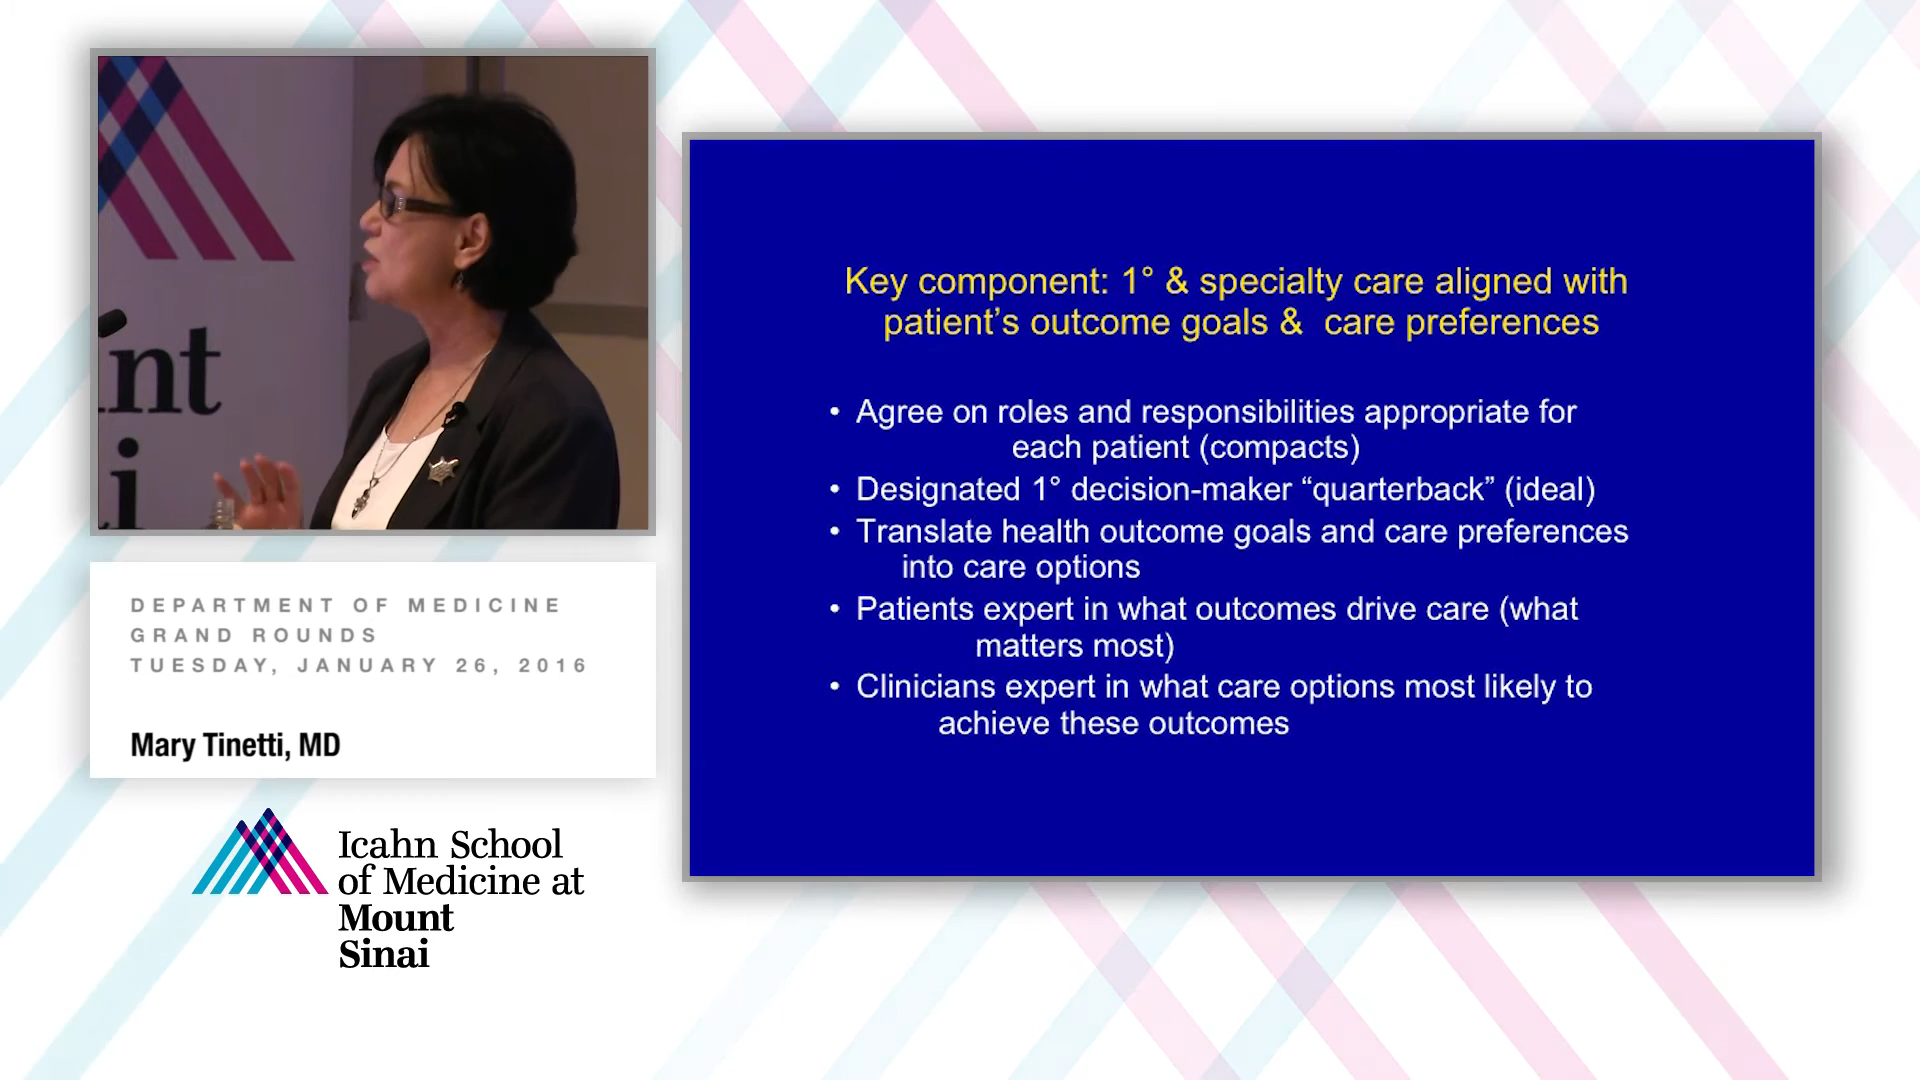 nt
i
DEPARTMENT OF MEDICINE
GRAND ROUNDS
TUESDAY, JANUARY 26, 2016
Mary Tinetti, MD
Icahn School
of Medicine at
Mount
Sinai
Key component: 1° & specialty care aligned with
patient’s outcome goals & care preferences
• Agree on roles and responsibilities appropriate for
each patient (compacts)
• Designated 1° decision-maker “quarterback” (ideal)
• Translate health outcome goals and care preferences
into care options
• Patients expert in what outcomes drive care (what
matters most)
• Clinicians expert in what care options most likely to
achieve these outcomes